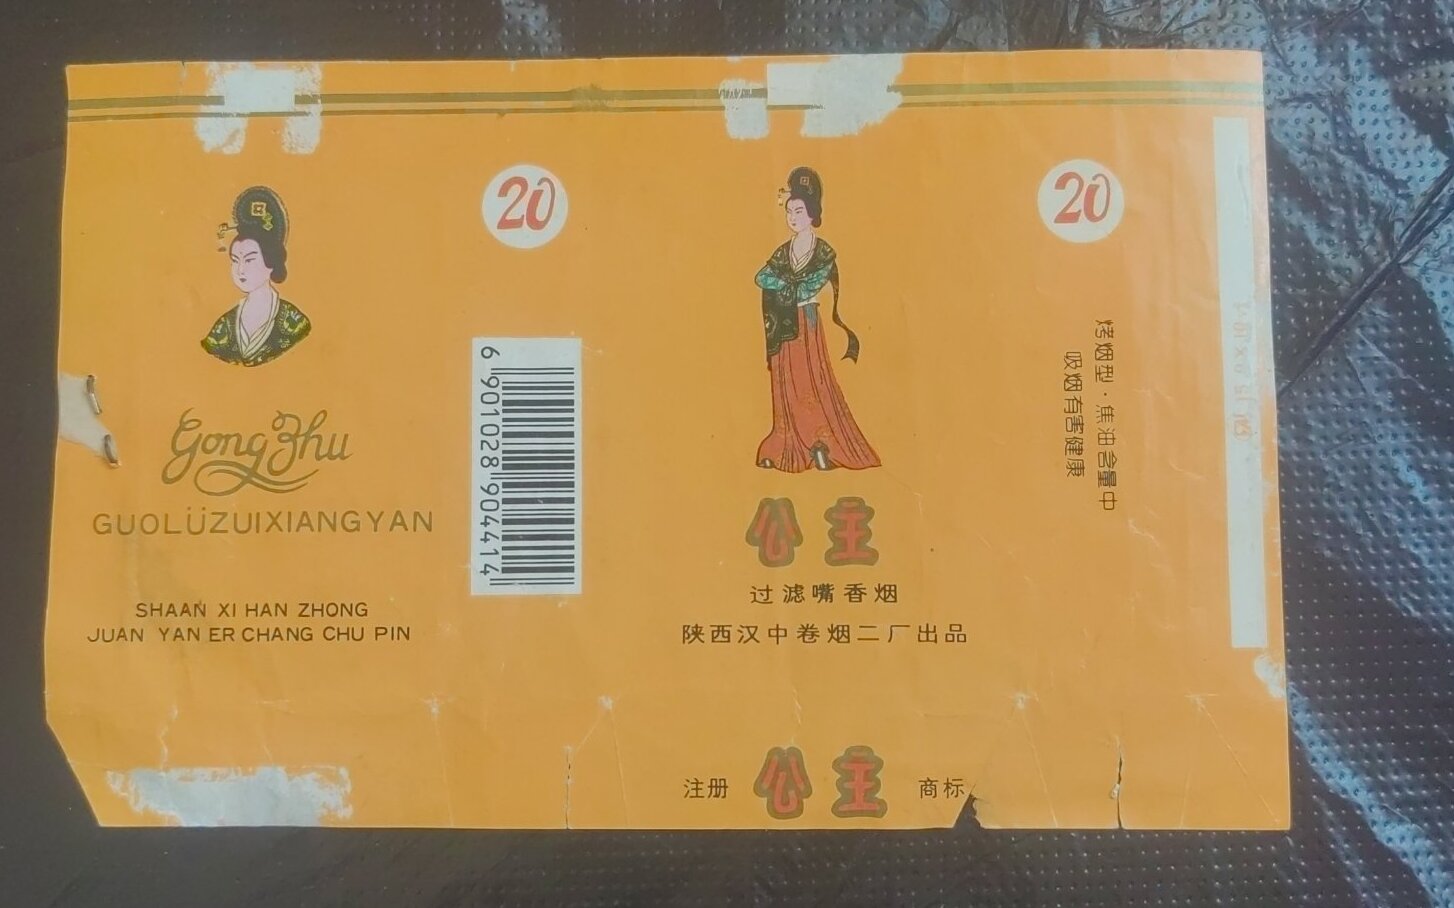 Gong Zhu
GUOLÜZUIXIANGYAN
SHAAN XI HAN ZHONG
JUAN YAN ER CHANG CHU PIN
20
6 901028 904414
公主
过滤嘴香烟
陕西汉中卷烟二厂出品
注册 公主 商标
20
烤烟型·焦油含量中
吸烟有害健康